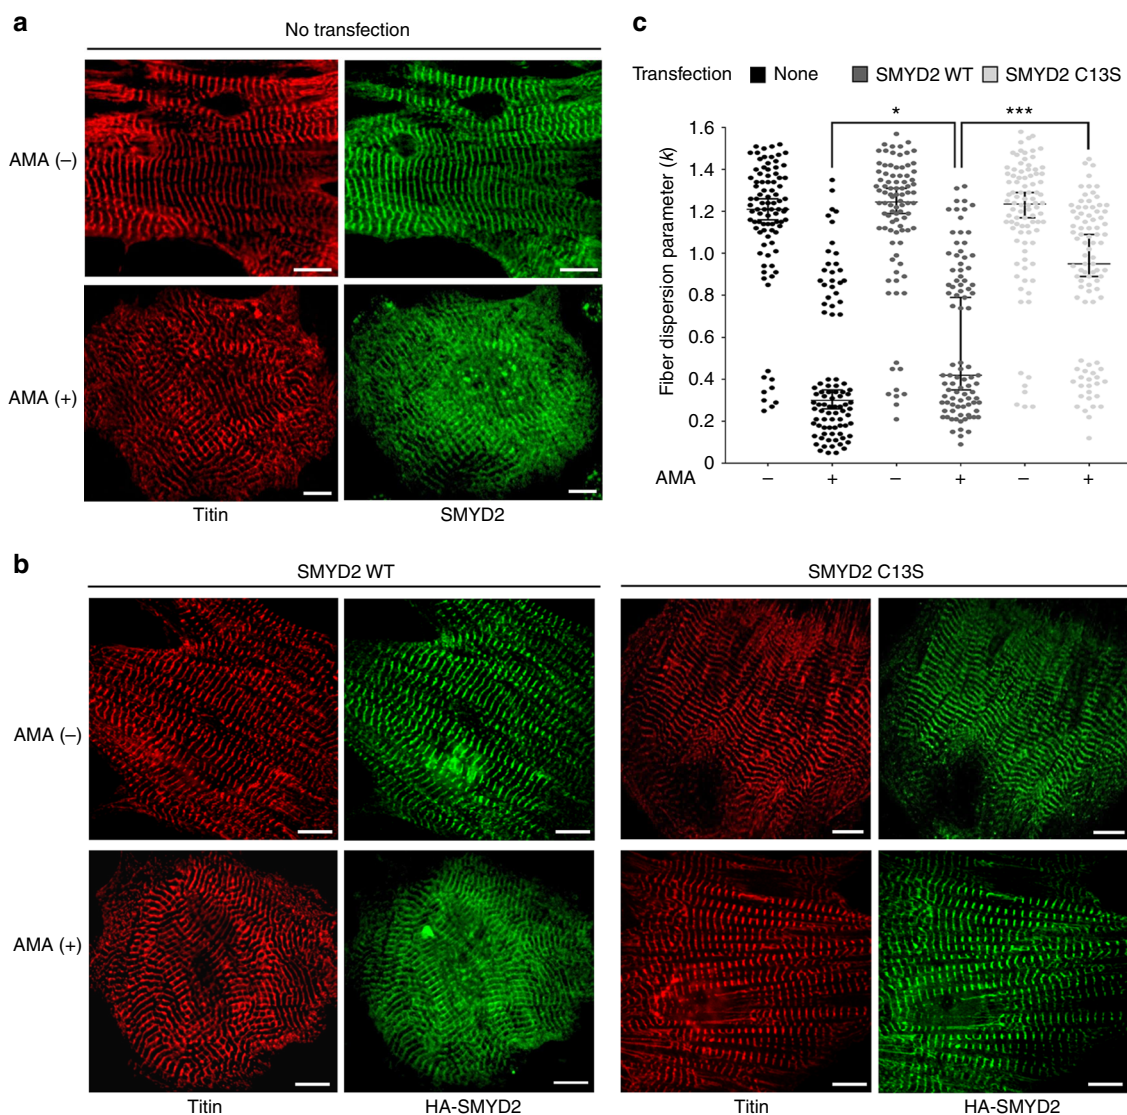 a
No transfection
AMA (–)
AMA (+)
Titin
SMYD2
c
Transfection
None
SMYD2 WT
SMYD2 C13S
*
***
Fiber dispersion parameter (k)
1.6
1.4
1.2
1.0
0.8
0.6
0.4
0.2
0
AMA
–
+
–
+
–
+
b
SMYD2 WT
SMYD2 C13S
AMA (–)
AMA (+)
Titin
HA-SMYD2
Titin
HA-SMYD2